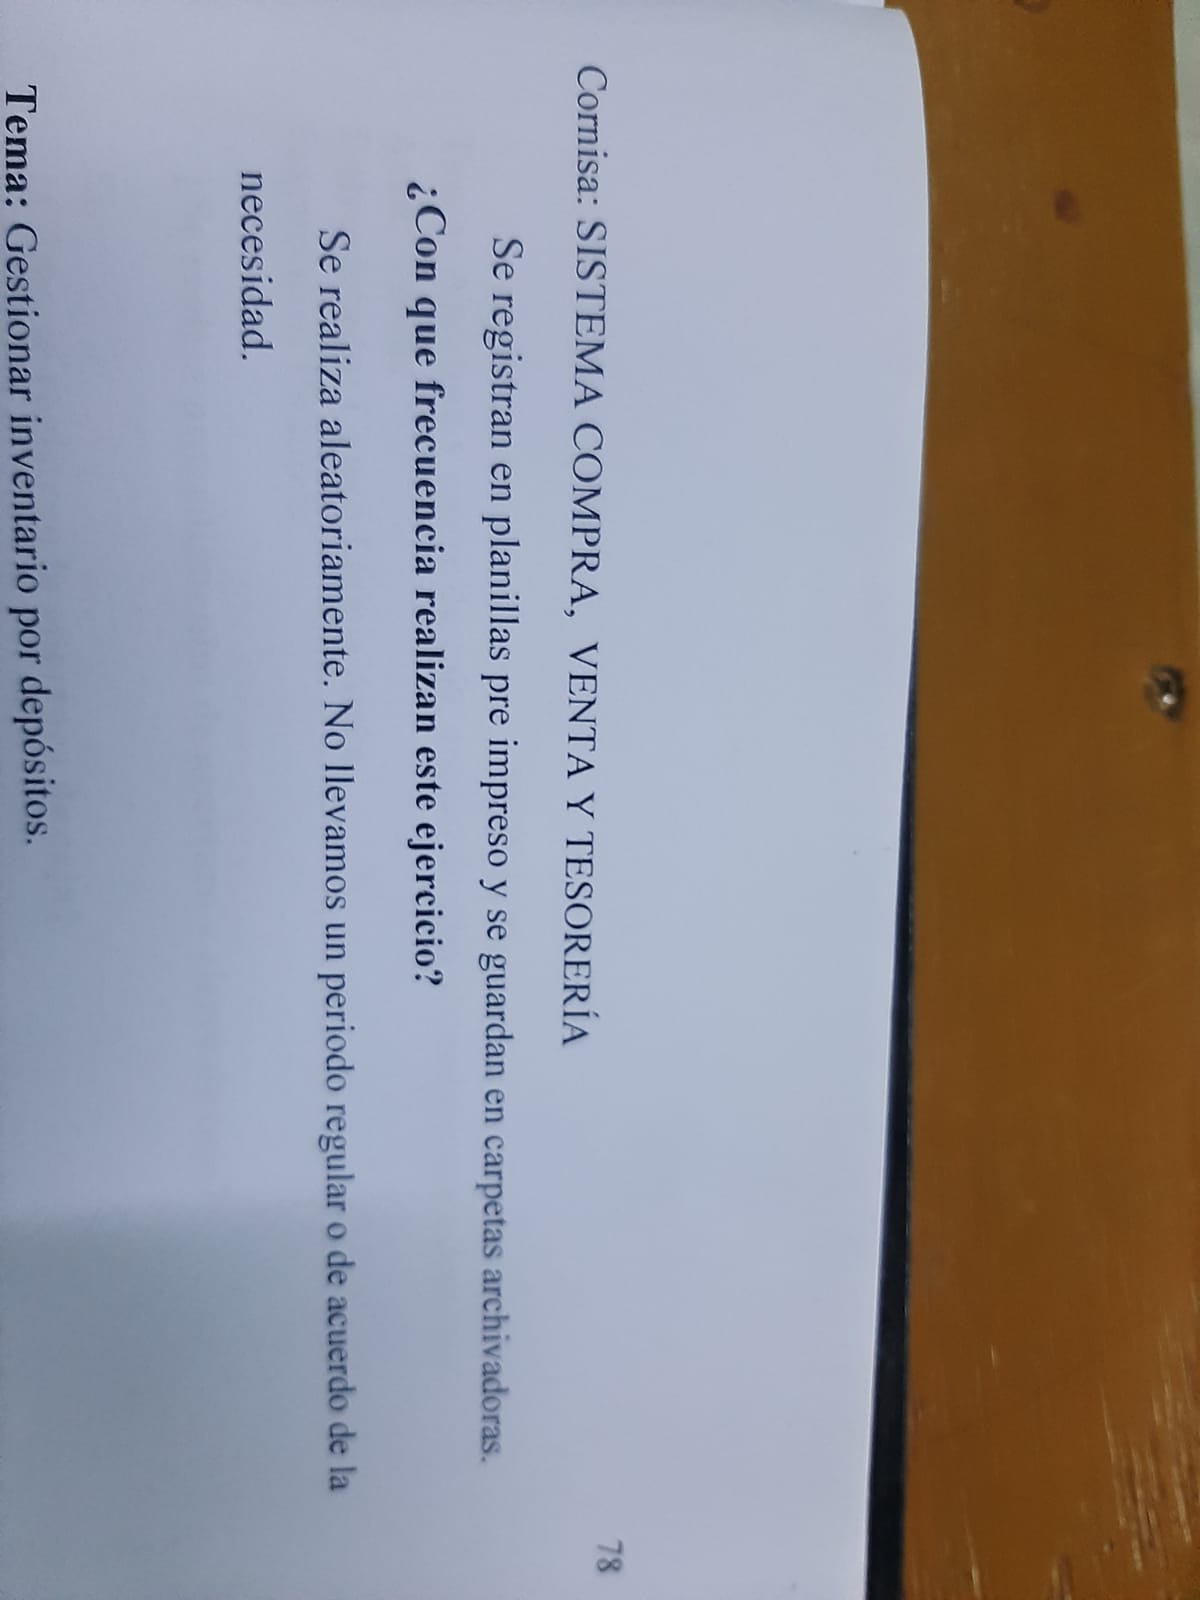 Cornisa: SISTEMA COMPRA, VENTA Y TESORERÍA 78
Se registran en planillas pre impreso y se guardan en carpetas archivadoras.
¿Con que frecuencia realizan este ejercicio?
Se realiza aleatoriamente. No llevamos un periodo regular o de acuerdo de la
necesidad.
Tema: Gestionar inventario por depósitos.